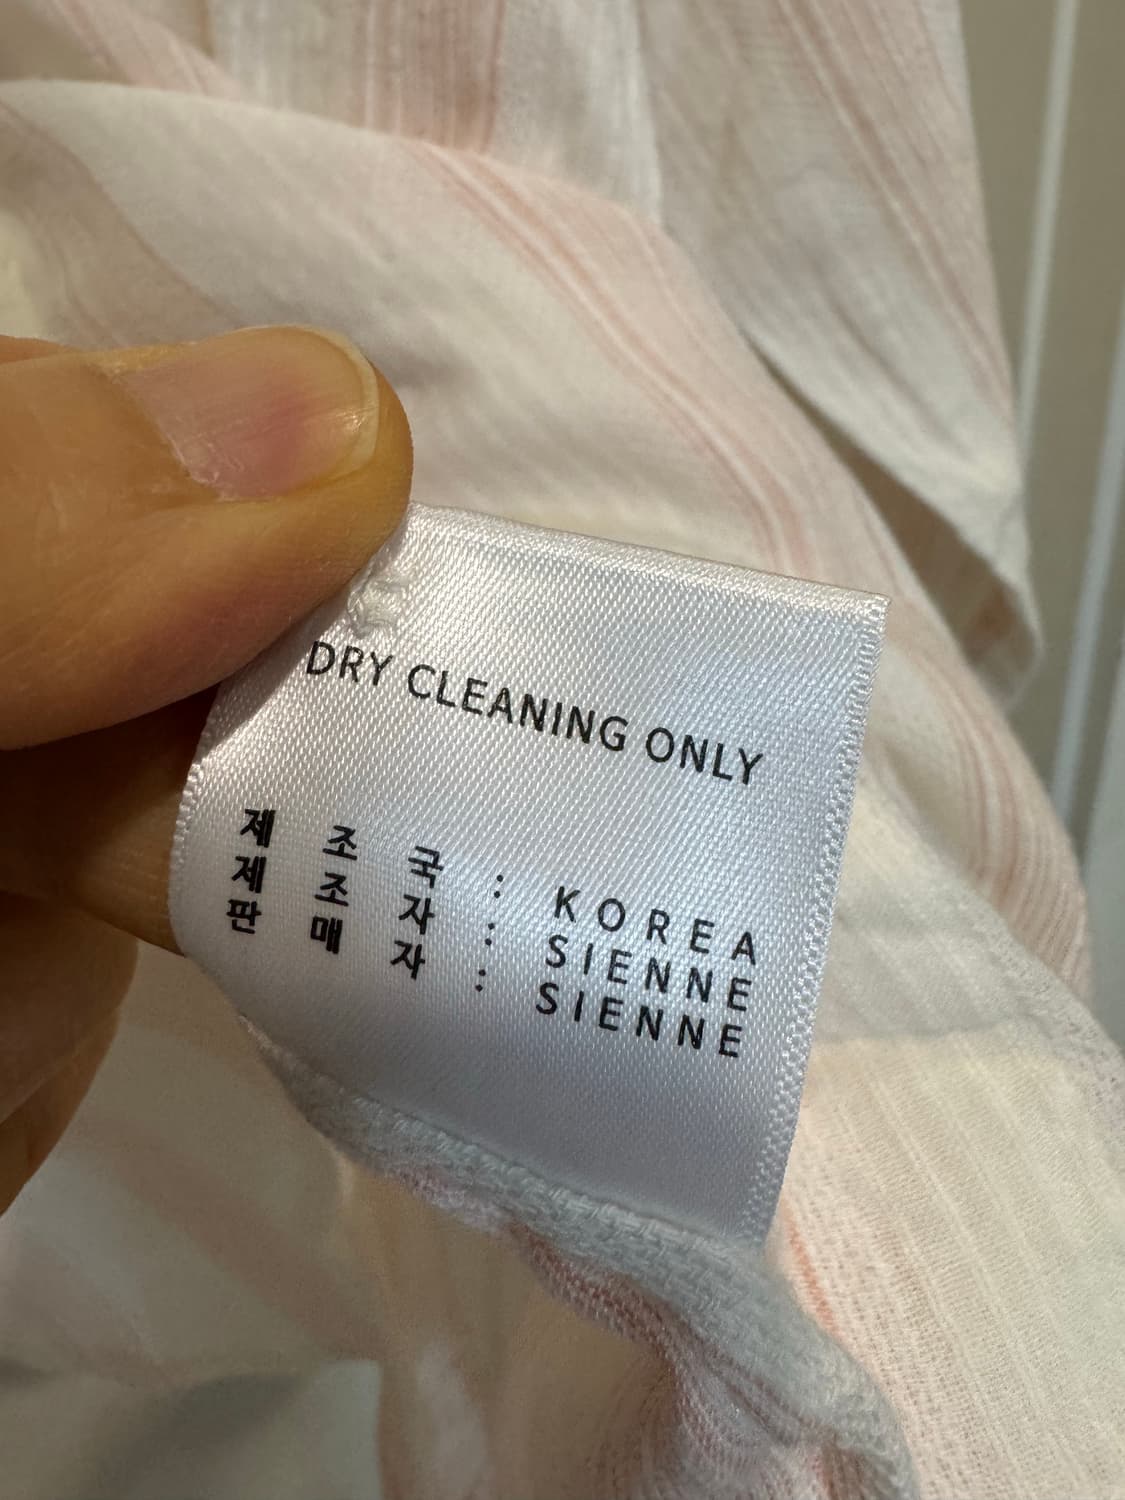 DRY CLEANING ONLY
제 조 국 : KOREA
제 조 자 : SIENNE
판 매 자 : SIENNE